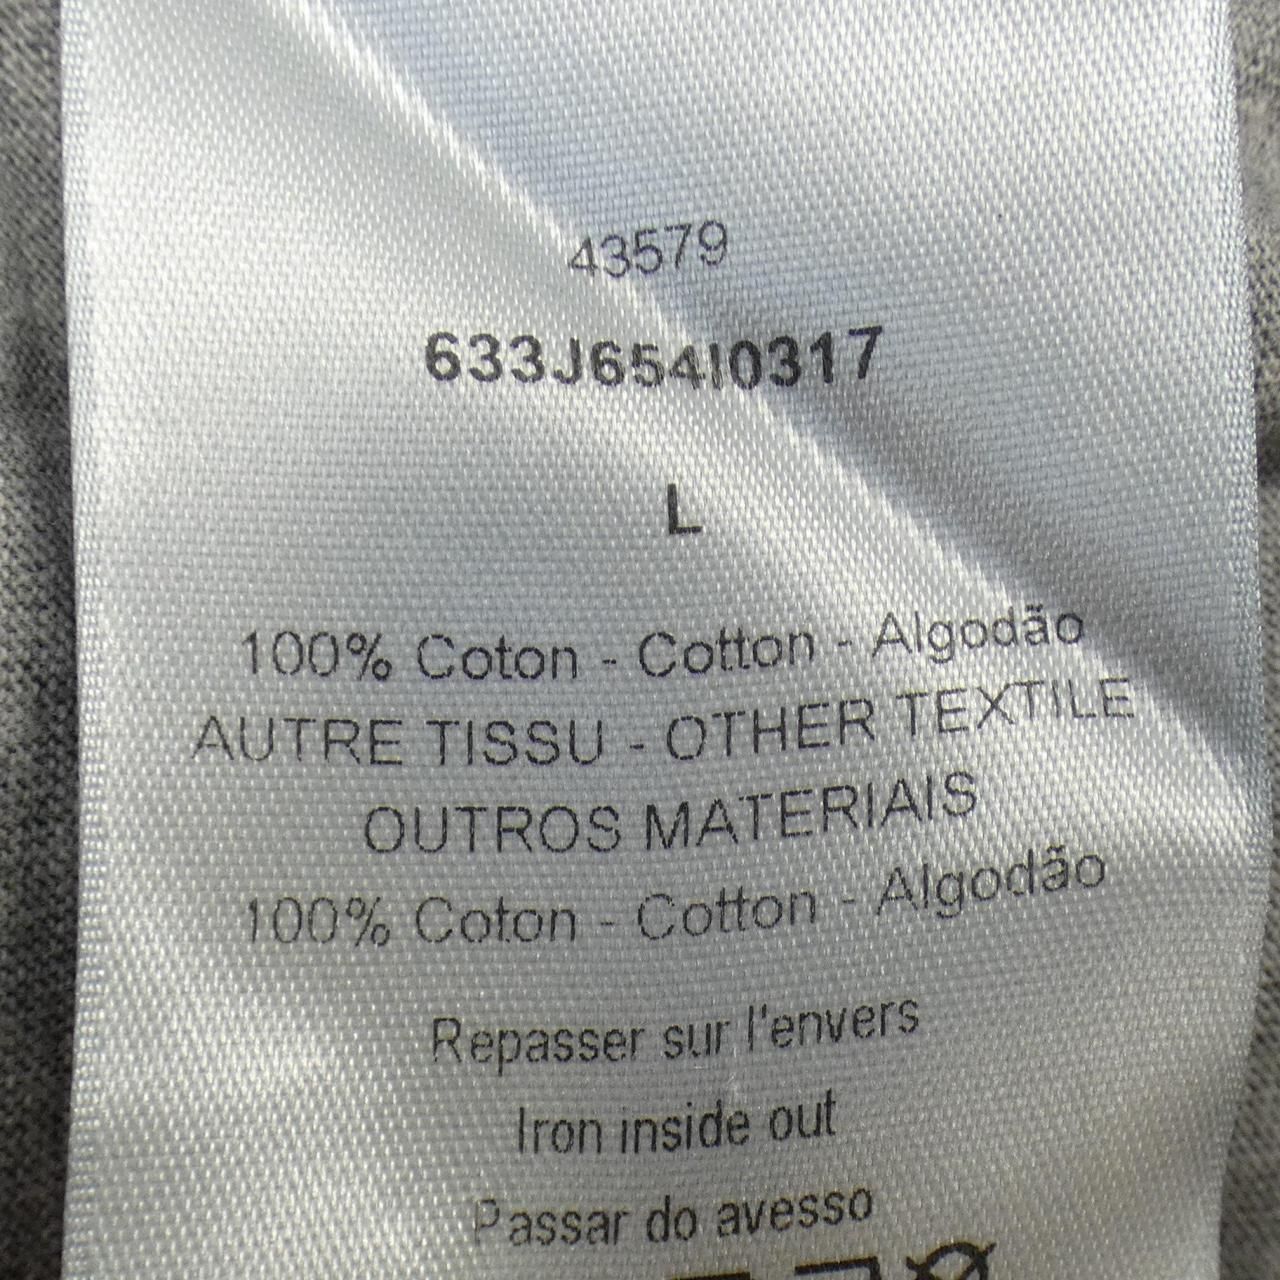 43579
633J654I0317
L
100% Coton - Cotton - Algodão
AUTRE TISSU - OTHER TEXTILE
OUTROS MATERIAIS
100% Coton - Cotton - Algodão
Repasser sur l'envers
Iron inside out
Passar do avesso